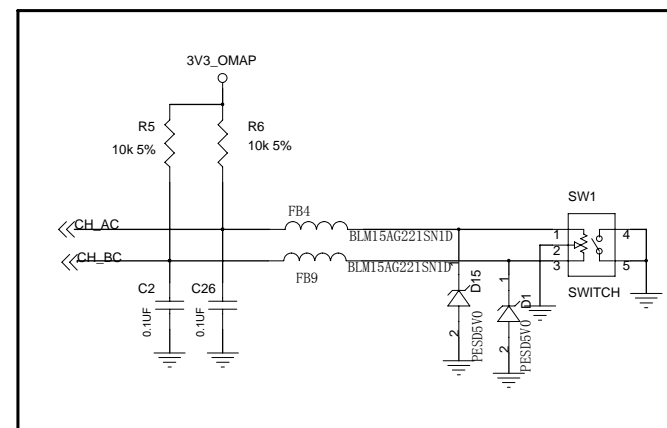 3V3_OMAP
R5
10k 5%
R6
10k 5%
SW1
CH_AC
FB4
BLM15AG221SN1D
1
2
3
4
5
CH_BC
FB9
BLM15AG221SN1D
SWITCH
C2
0.1UF
C26
0.1UF
D15
2
PESD5V0
1
D1
2
PESD5V0